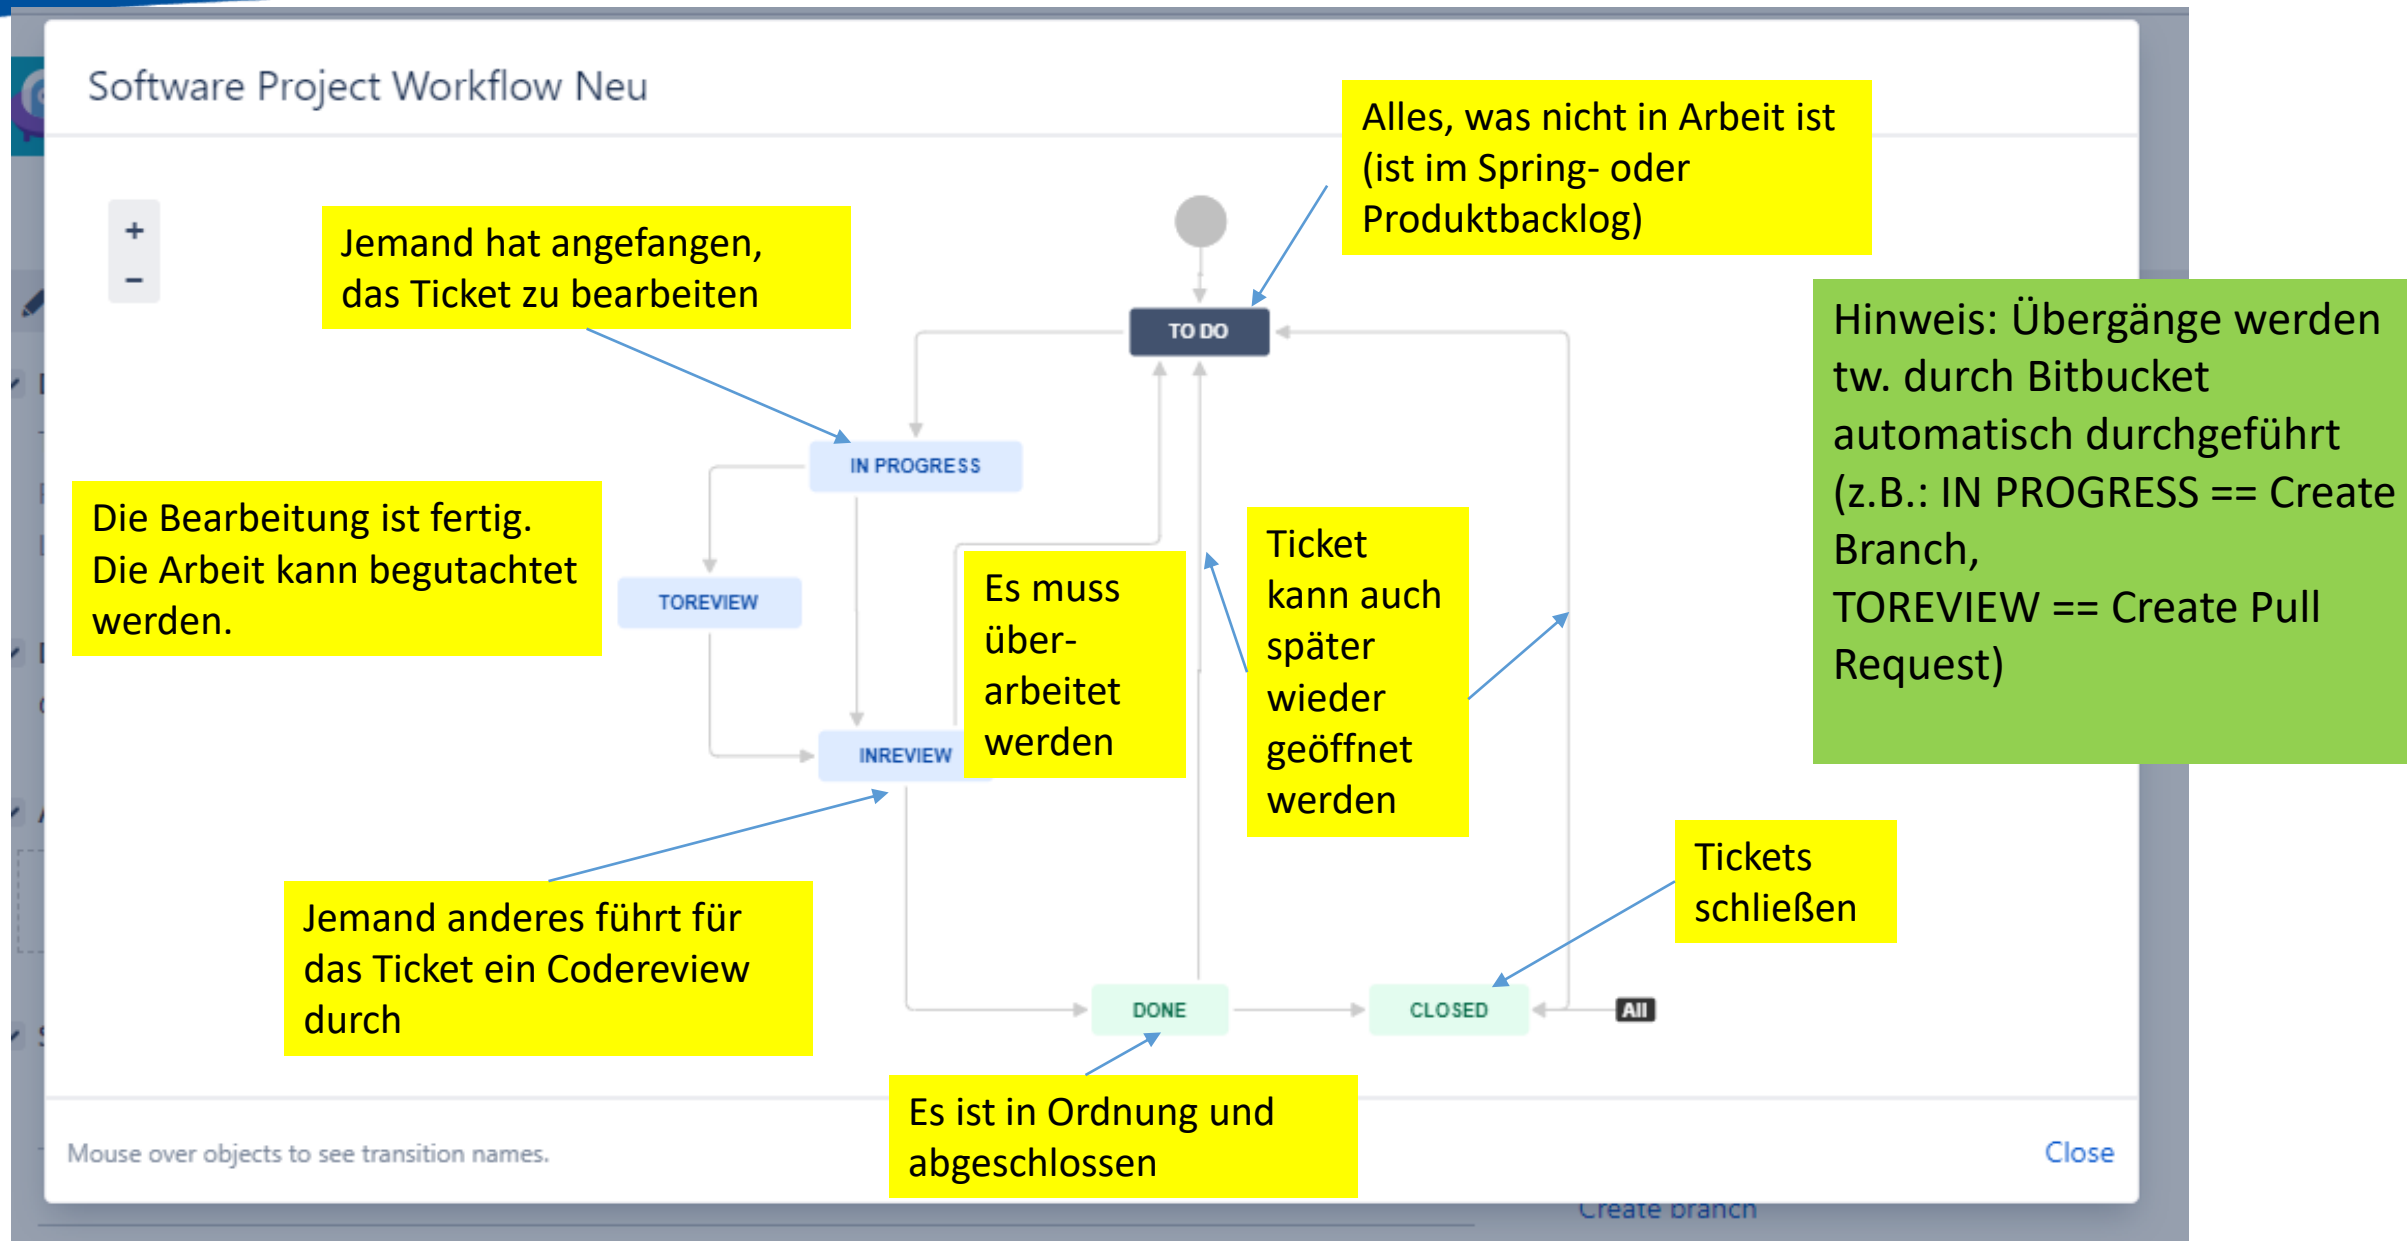 Software Project Workflow Neu
Alles, was nicht in Arbeit ist
(ist im Spring- oder
Produktbacklog)
+
−
Jemand hat angefangen,
das Ticket zu bearbeiten
TO DO
Hinweis: Übergänge werden
tw. durch Bitbucket
automatisch durchgeführt
(z.B.: IN PROGRESS == Create
Branch,
TOREVIEW == Create Pull
Request)
IN PROGRESS
Die Bearbeitung ist fertig.
Die Arbeit kann begutachtet
werden.
TOREVIEW
Es muss
über-
arbeitet
werden
Ticket
kann auch
später
wieder
geöffnet
werden
INREVIEW
Tickets
schließen
Jemand anderes führt für
das Ticket ein Codereview
durch
DONE
CLOSED
All
Es ist in Ordnung und
abgeschlossen
Mouse over objects to see transition names.
Close
Create branch